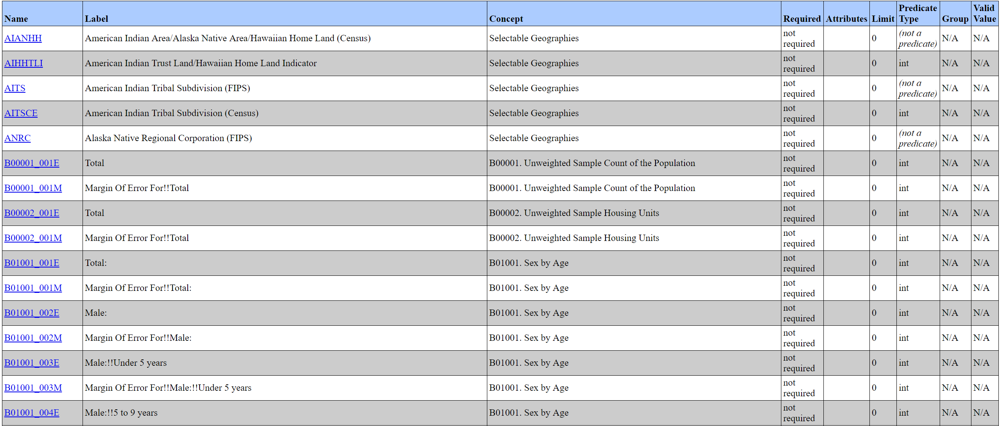 Name Label Concept Required Attributes Limit Predicate Type Group Valid Value
AIANHH American Indian Area/Alaska Native Area/Hawaiian Home Land (Census) Selectable Geographies not required 0 (not a predicate) N/A N/A
AIHHTLI American Indian Trust Land/Hawaiian Home Land Indicator Selectable Geographies not required 0 int N/A N/A
AITS American Indian Tribal Subdivision (FIPS) Selectable Geographies not required 0 (not a predicate) N/A N/A
AITSCE American Indian Tribal Subdivision (Census) Selectable Geographies not required 0 int N/A N/A
ANRC Alaska Native Regional Corporation (FIPS) Selectable Geographies not required 0 (not a predicate) N/A N/A
B00001_001E Total B00001. Unweighted Sample Count of the Population not required 0 int N/A N/A
B00001_001M Margin Of Error For!!Total B00001. Unweighted Sample Count of the Population not required 0 int N/A N/A
B00002_001E Total B00002. Unweighted Sample Housing Units not required 0 int N/A N/A
B00002_001M Margin Of Error For!!Total B00002. Unweighted Sample Housing Units not required 0 int N/A N/A
B01001_001E Total: B01001. Sex by Age not required 0 int N/A N/A
B01001_001M Margin Of Error For!!Total: B01001. Sex by Age not required 0 int N/A N/A
B01001_002E Male: B01001. Sex by Age not required 0 int N/A N/A
B01001_002M Margin Of Error For!!Male: B01001. Sex by Age not required 0 int N/A N/A
B01001_003E Male:!!Under 5 years B01001. Sex by Age not required 0 int N/A N/A
B01001_003M Margin Of Error For!!Male:!!Under 5 years B01001. Sex by Age not required 0 int N/A N/A
B01001_004E Male:!!5 to 9 years B01001. Sex by Age not required 0 int N/A N/A